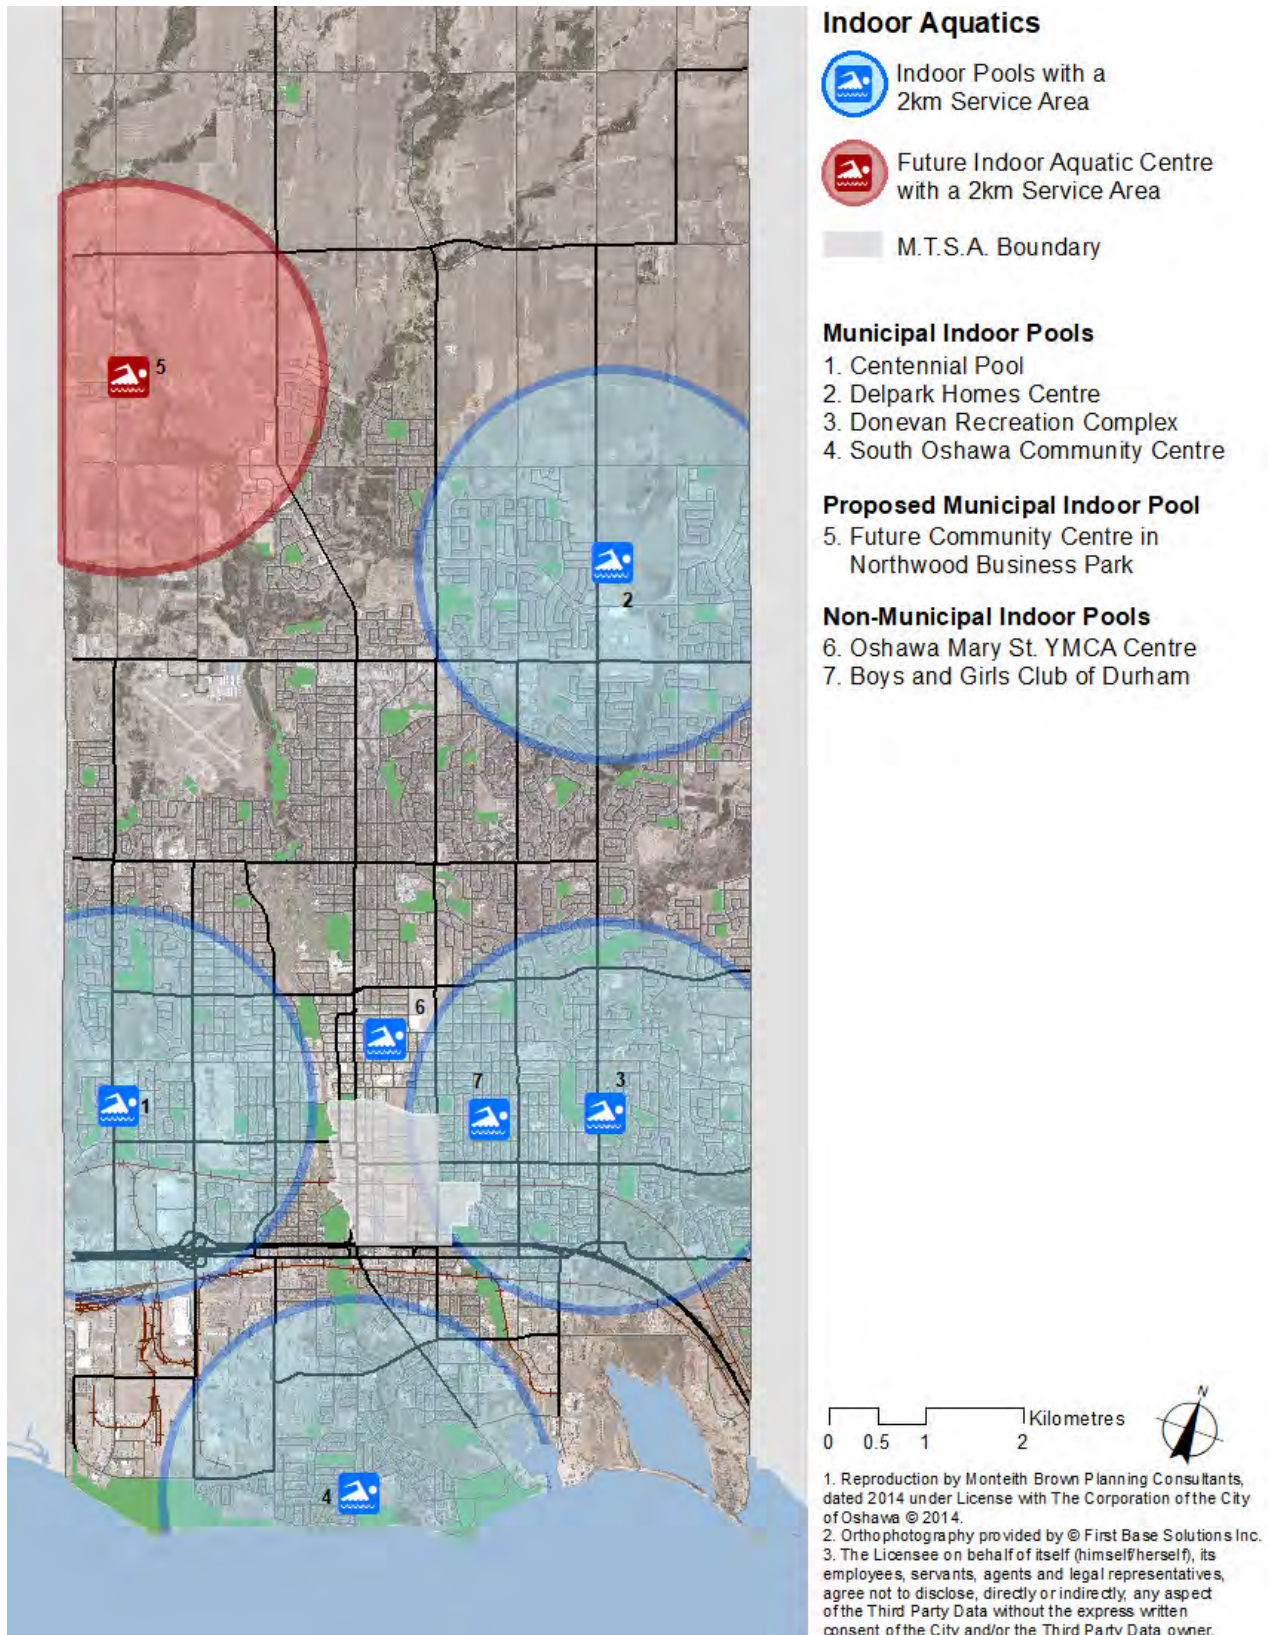 Indoor Aquatics
Indoor Pools with a
2km Service Area
Future Indoor Aquatic Centre
with a 2km Service Area
M.T.S.A. Boundary
Municipal Indoor Pools
1. Centennial Pool
2. Delpark Homes Centre
3. Donevan Recreation Complex
4. South Oshawa Community Centre
Proposed Municipal Indoor Pool
5. Future Community Centre in
Northwood Business Park
Non-Municipal Indoor Pools
6. Oshawa Mary St. YMCA Centre
7. Boys and Girls Club of Durham
5
2
6
7
3
1
4
N
Kilometres
0 0.5 1 2
1. Reproduction by Monteith Brown Planning Consultants,
dated 2014 under License with The Corporation of the City
of Oshawa © 2014.
2. Orthophotography provided by © First Base Solutions Inc.
3. The Licensee on behalf of itself (himself/herself), its
employees, servants, agents and legal representatives,
agree not to disclose, directly or indirectly, any aspect
of the Third Party Data without the express written
consent of the City and/or the Third Party Data owner.